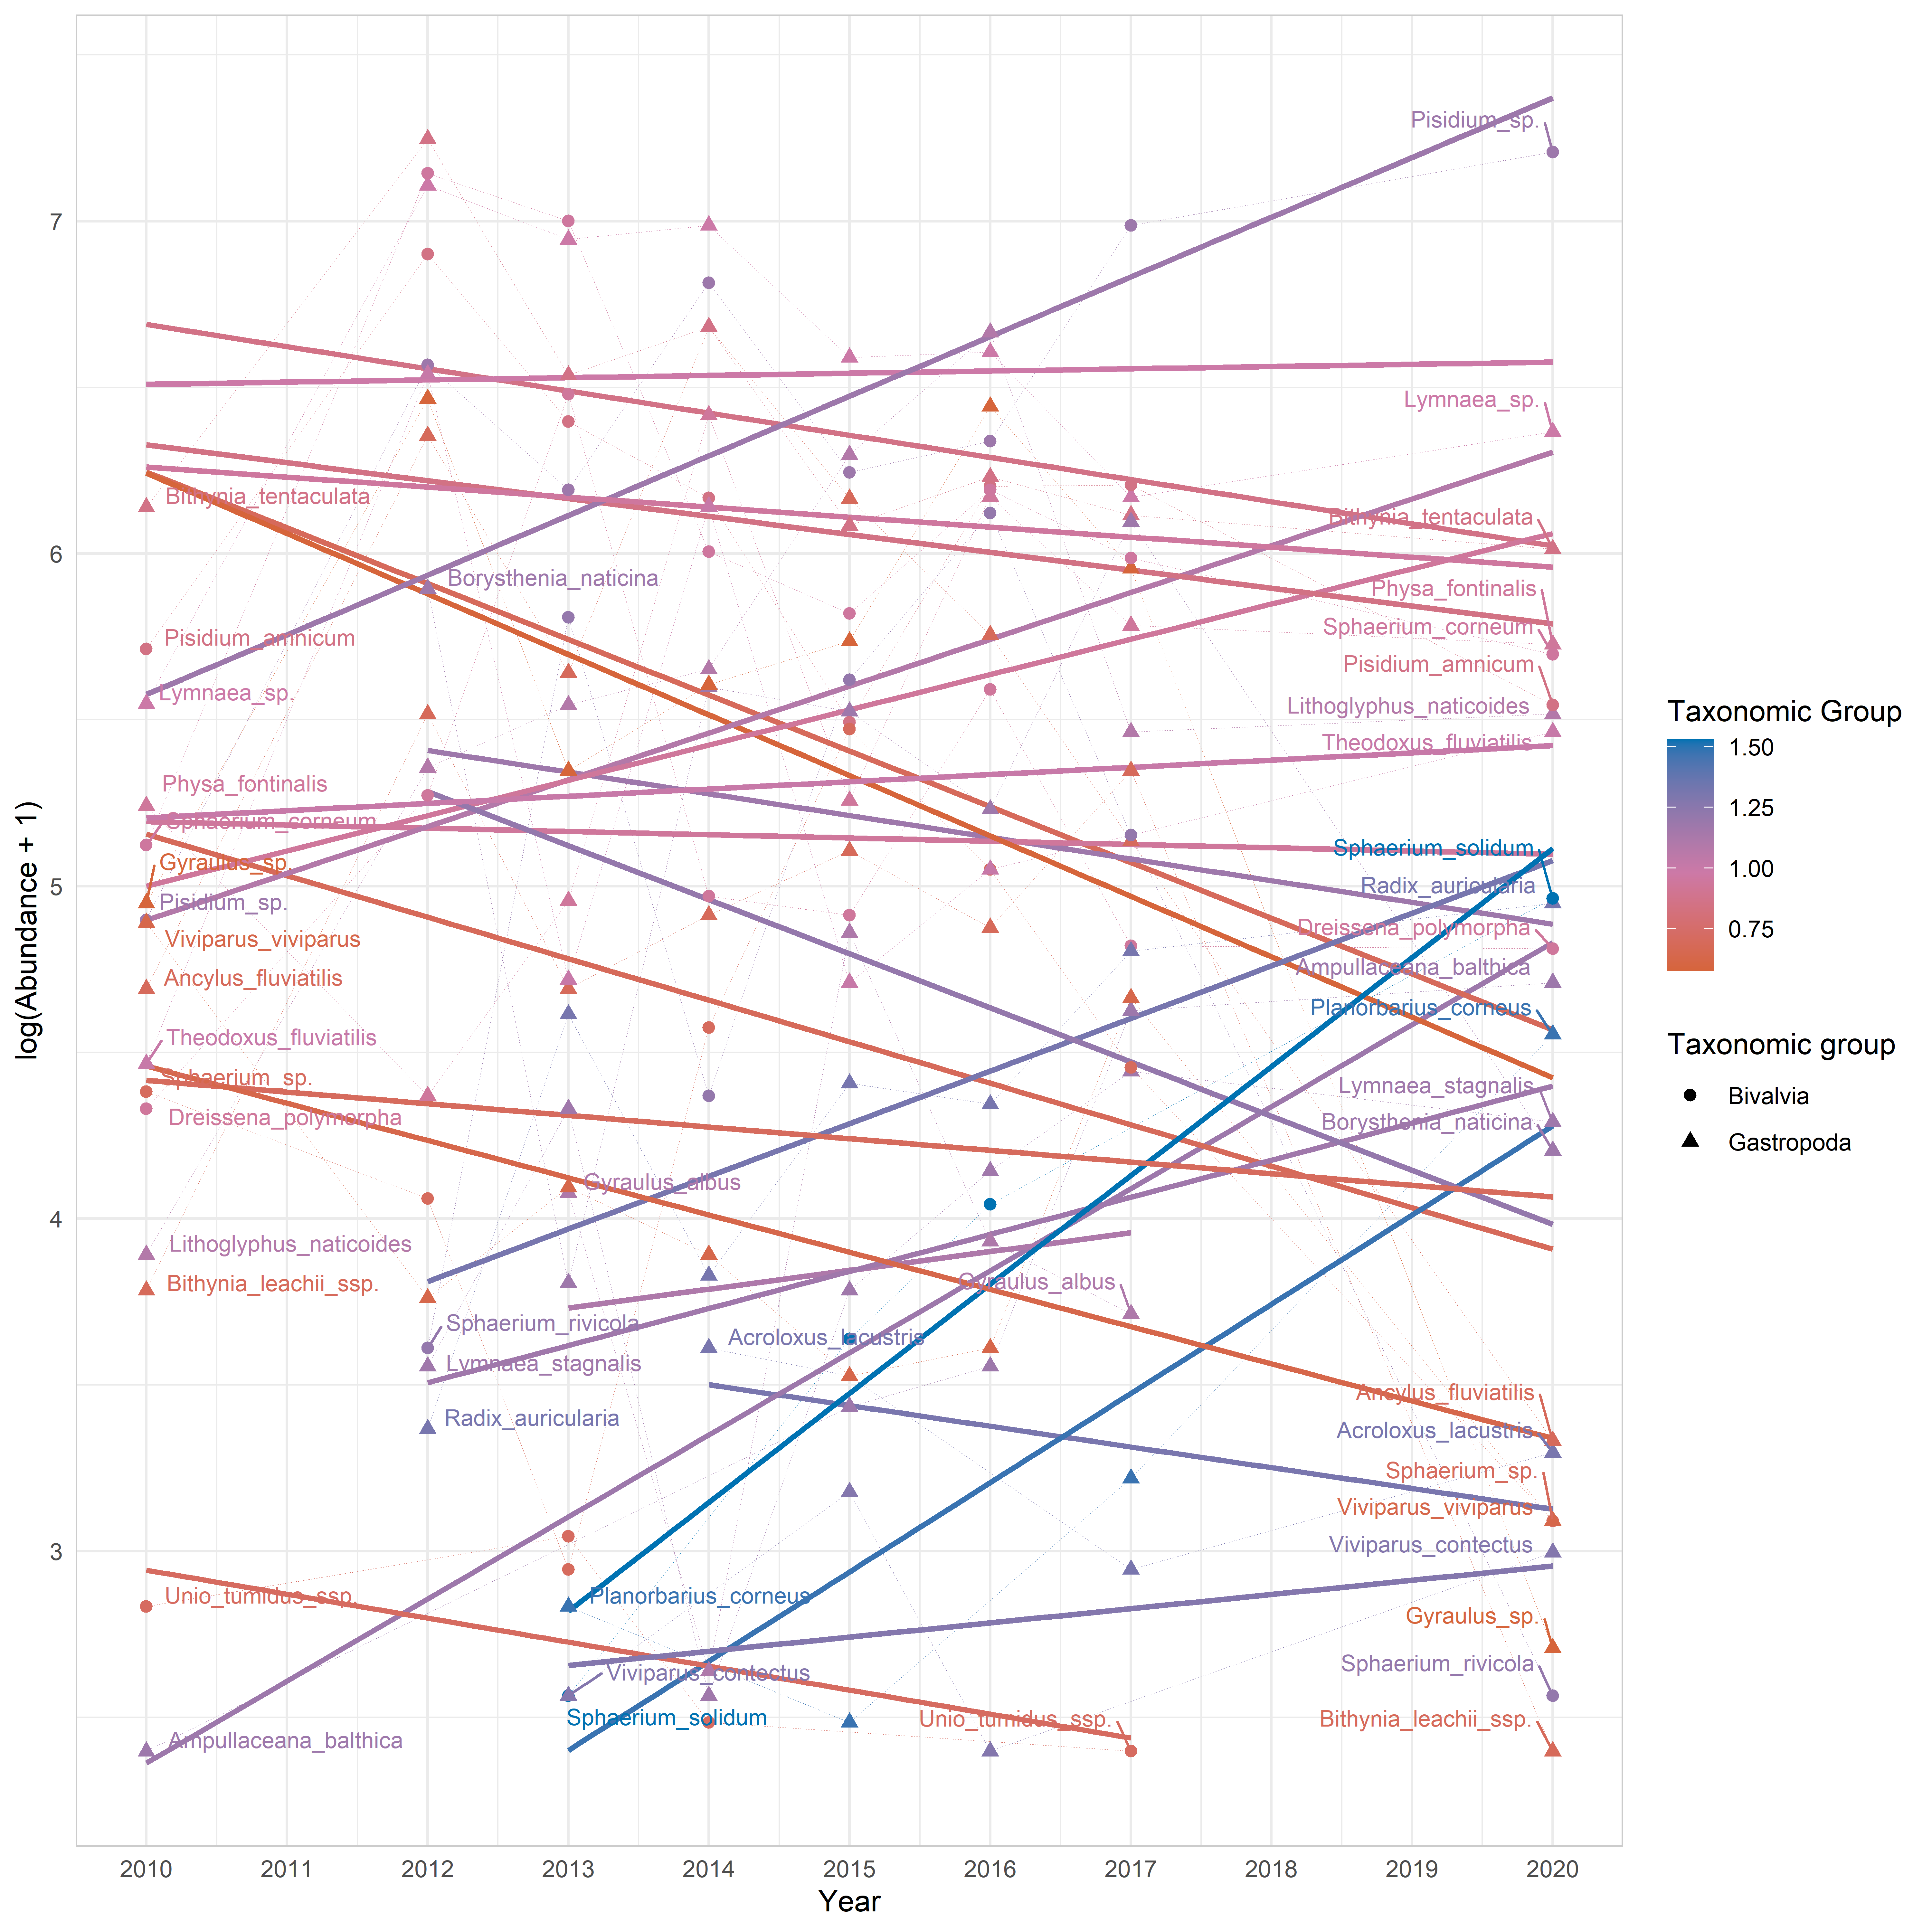 Pisidium_sp.
7
Lymnaea_sp.
Bithynia_tentaculata
Bithynia_tentaculata
6
Borysthenia_naticina
Physa_fontinalis
Sphaerium_corneum
Pisidium_amnicum
Pisidium_amnicum
Lymnaea_sp.
Lithoglyphus_naticoides
Theodoxus_fluviatilis
Physa_fontinalis
Sphaerium_corneum
Gyraulus_sp.
Sphaerium_solidum
5
Radix_auricularia
Pisidium_sp.
Dreissena_polymorpha
Viviparus_viviparus
Ampullaceana_balthica
Ancylus_fluviatilis
Planorbarius_corneus
Theodoxus_fluviatilis
Sphaerium_sp.
Lymnaea_stagnalis
Dreissena_polymorpha
Borysthenia_naticina
Gyraulus_albus
4
Lithoglyphus_naticoides
Bithynia_leachii_ssp.
Gyraulus_albus
Sphaerium_rivicola
Acroloxus_lacustris
Lymnaea_stagnalis
Ancylus_fluviatilis
Radix_auricularia
Acroloxus_lacustris
Sphaerium_sp.
Viviparus_viviparus
3
Viviparus_contectus
Unio_tumidus_ssp.
Planorbarius_corneus
Gyraulus_sp.
Viviparus_contectus
Sphaerium_rivicola
Sphaerium_solidum
Unio_tumidus_ssp.
Bithynia_leachii_ssp.
Ampullaceana_balthica
log(Abundance + 1)
2010 2011 2012 2013 2014 2015 2016 2017 2018 2019 2020
Year
Taxonomic Group
1.50
1.25
1.00
0.75
Taxonomic group
Bivalvia
Gastropoda